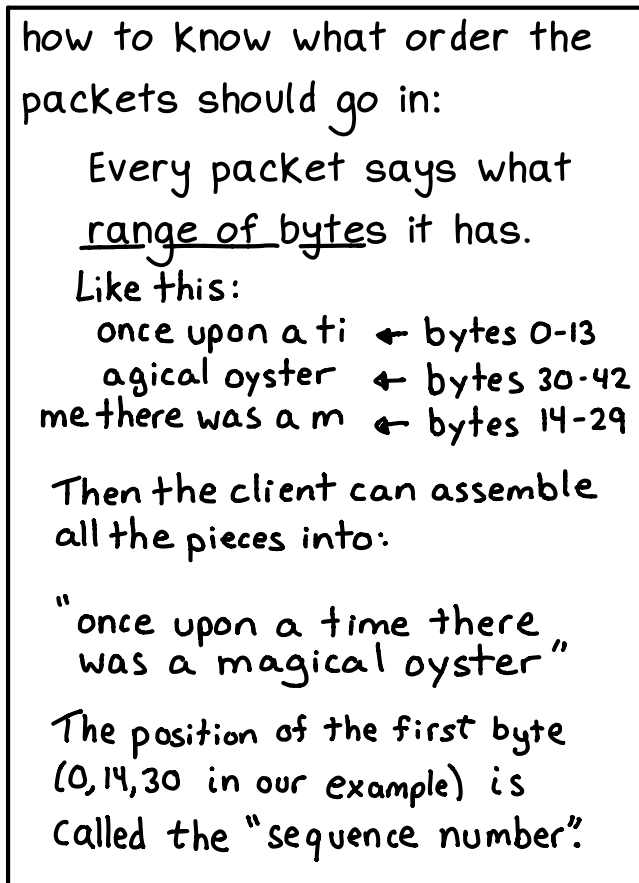 how to know what order the
packets should go in:
Every packet says what
range of bytes it has.
Like this:
once upon a ti ← bytes 0-13
agical oyster ← bytes 30-42
me there was a m ← bytes 14-29
Then the client can assemble
all the pieces into:
"once upon a time there
was a magical oyster"
The position of the first byte
(0, 14, 30 in our example) is
called the "sequence number".